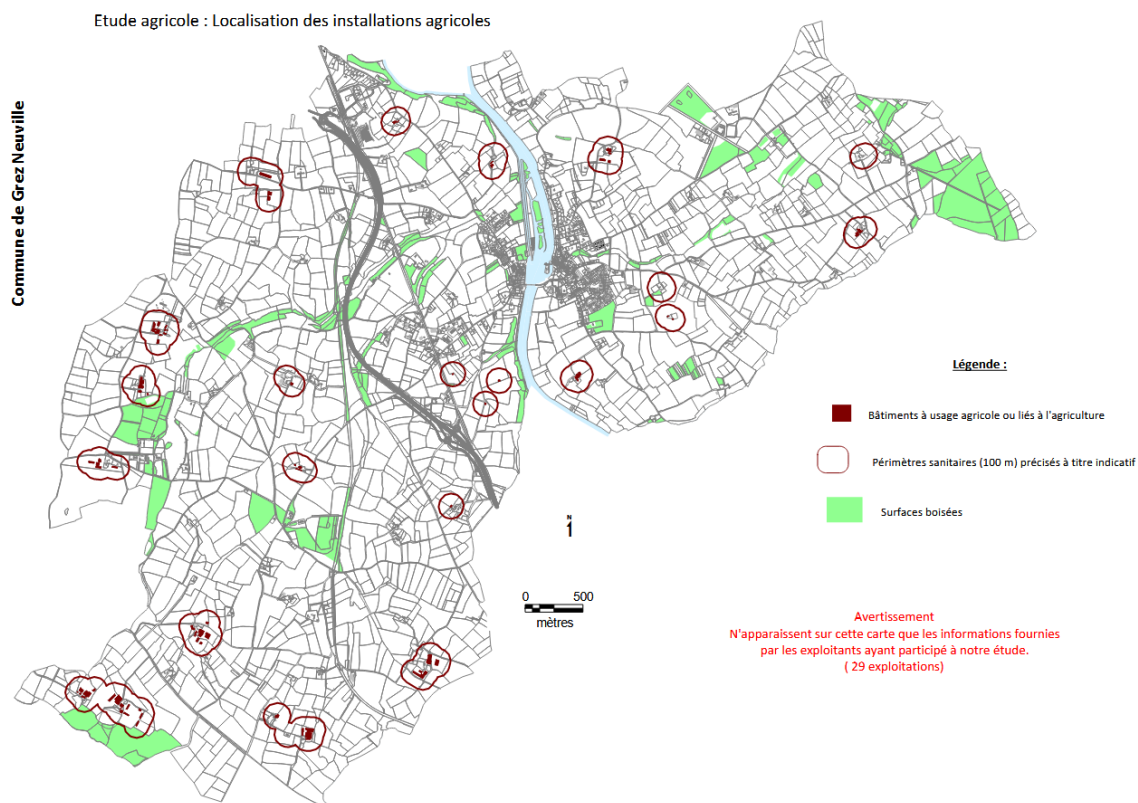 Etude agricole : Localisation des installations agricoles
Commune de Grez Neuville
Légende :
Bâtiments à usage agricole ou liés à l'agriculture
Périmètres sanitaires (100 m) précisés à titre indicatif
Surfaces boisées
N
0 500
mètres
Avertissement
N'apparaissent sur cette carte que les informations fournies
par les exploitants ayant participé à notre étude.
( 29 exploitations)